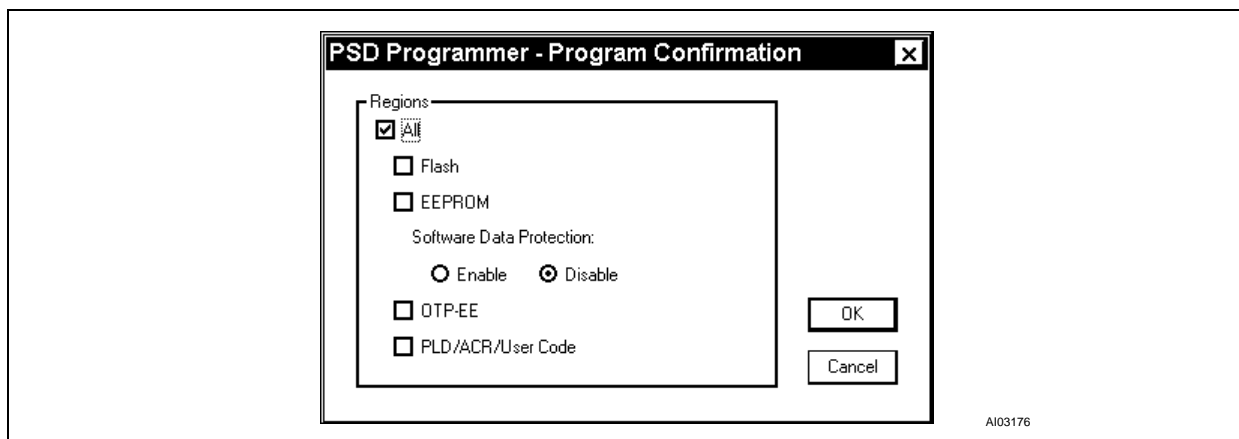 PSD Programmer - Program Confirmation
Regions
All
Flash
EEPROM
Software Data Protection:
Enable Disable
OTP-EE
PLD/ACR/User Code
OK
Cancel
AI03176